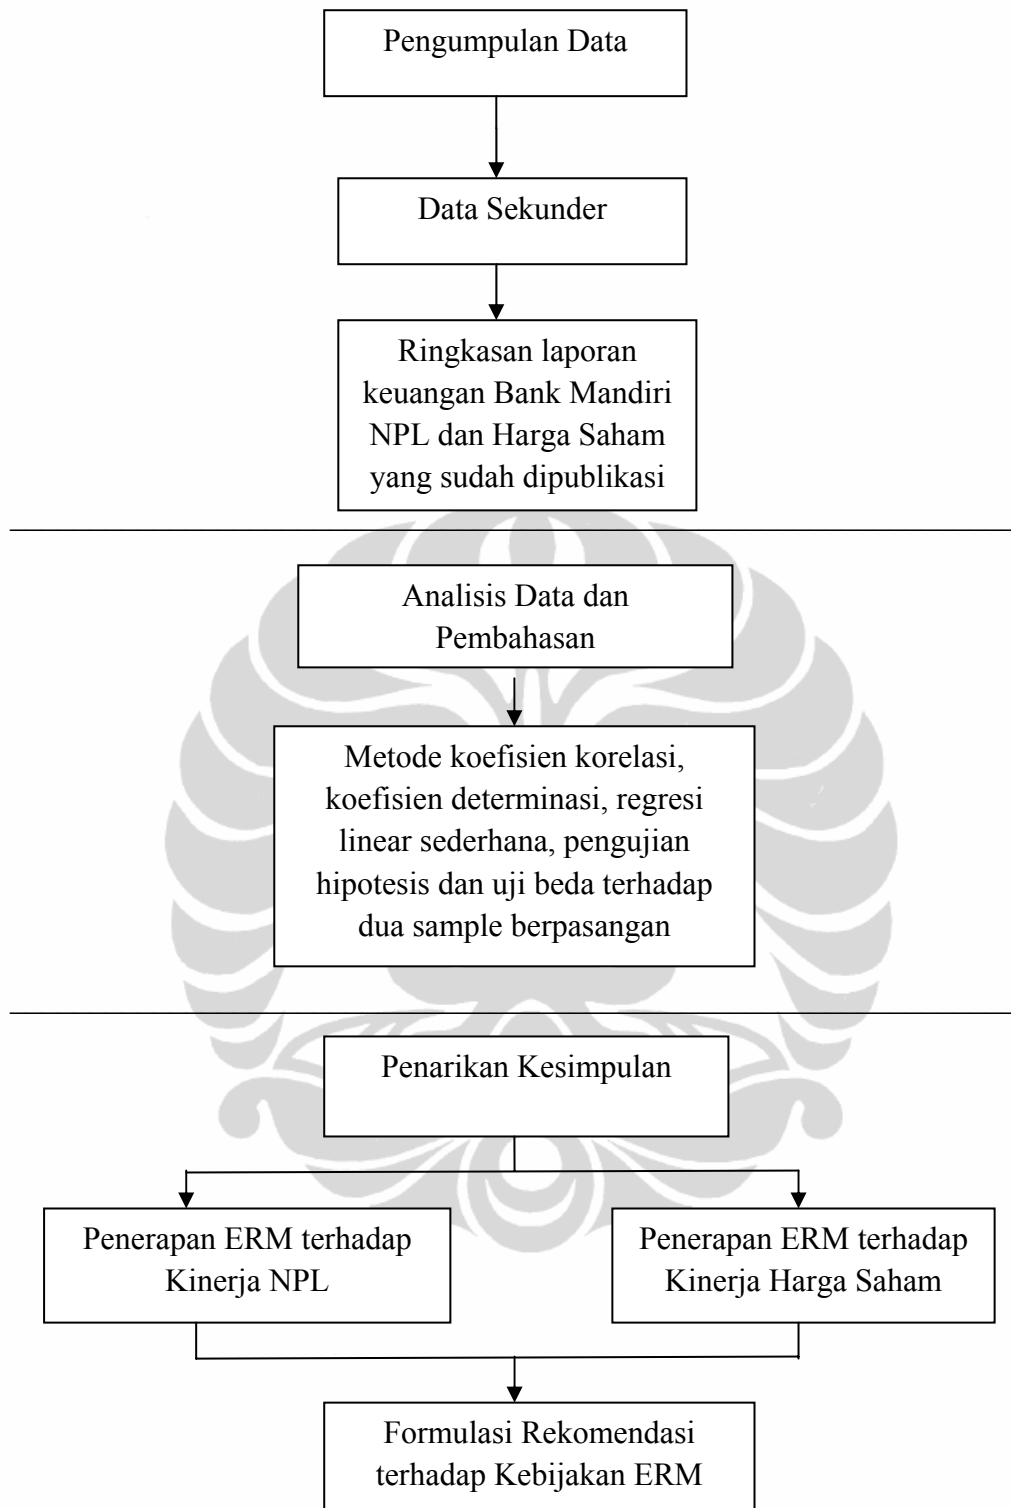 Pengumpulan Data
Data Sekunder
Ringkasan laporan
keuangan Bank Mandiri
NPL dan Harga Saham
yang sudah dipublikasi
Analisis Data dan
Pembahasan
Metode koefisien korelasi,
koefisien determinasi, regresi
linear sederhana, pengujian
hipotesis dan uji beda terhadap
dua sample berpasangan
Penarikan Kesimpulan
Penerapan ERM terhadap
Kinerja NPL
Penerapan ERM terhadap
Kinerja Harga Saham
Formulasi Rekomendasi
terhadap Kebijakan ERM